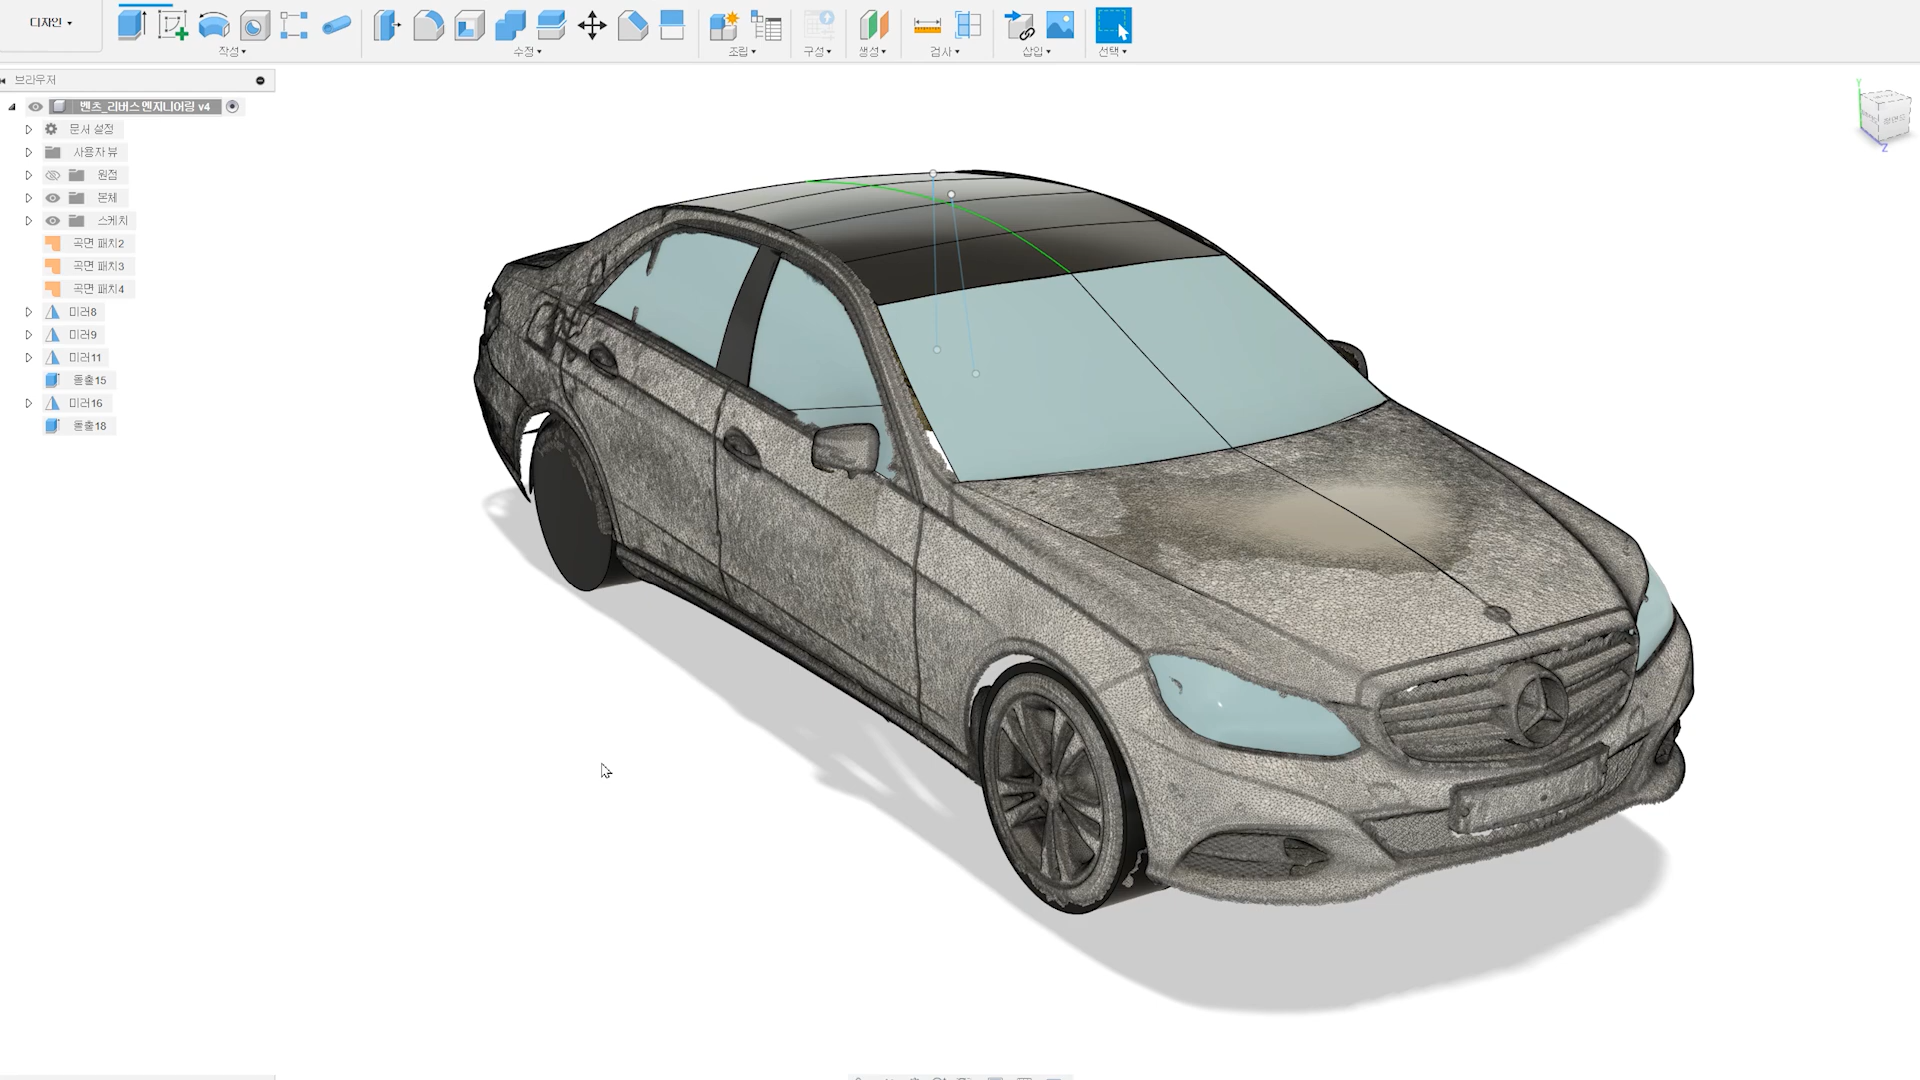 디자인
작성
수정
조립
구성
생성
검사
삽입
선택
브라우저
벤츠_리버스엔지니어링 v4
문서 설정
사용자 뷰
원점
본체
스케치
곡면 패치2
곡면 패치3
곡면 패치4
미러8
미러9
미러11
돌출15
미러16
돌출18
Y
Z